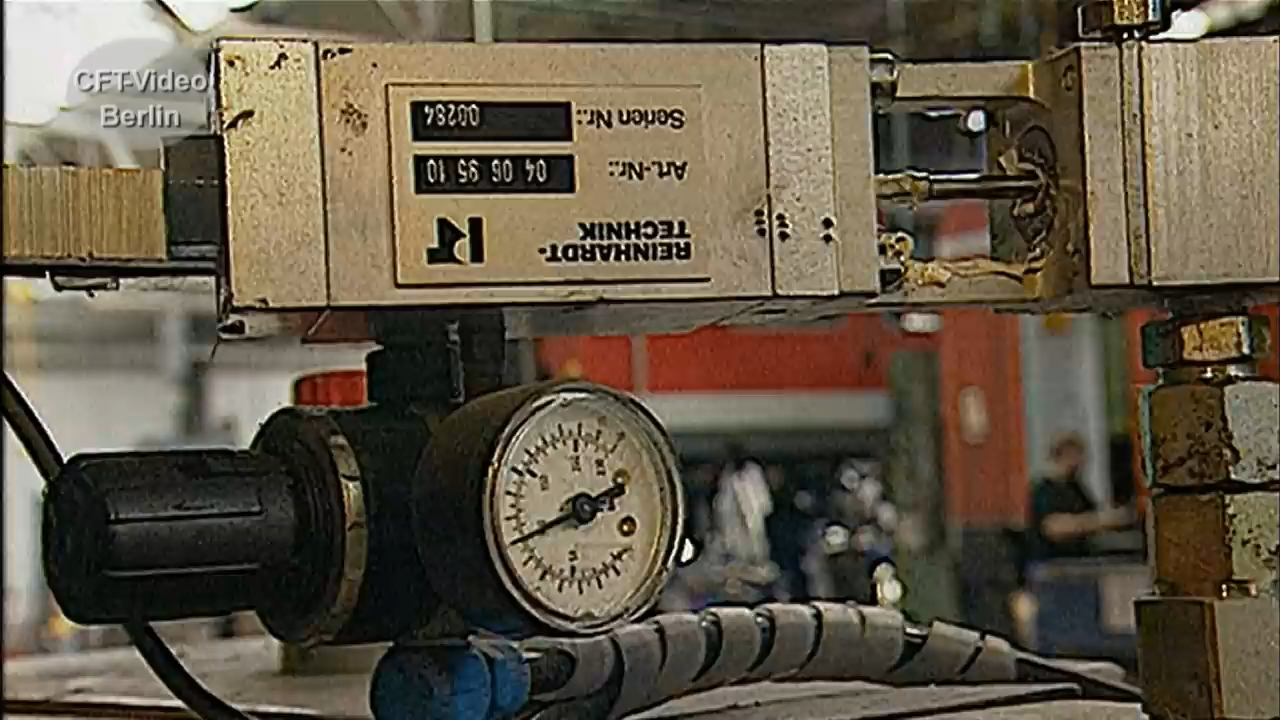 CFT-Video
Berlin
REINHARDT-
TECHNIK
Art.-Nr.: 04 06 95 10
Serien Nr.: 00284